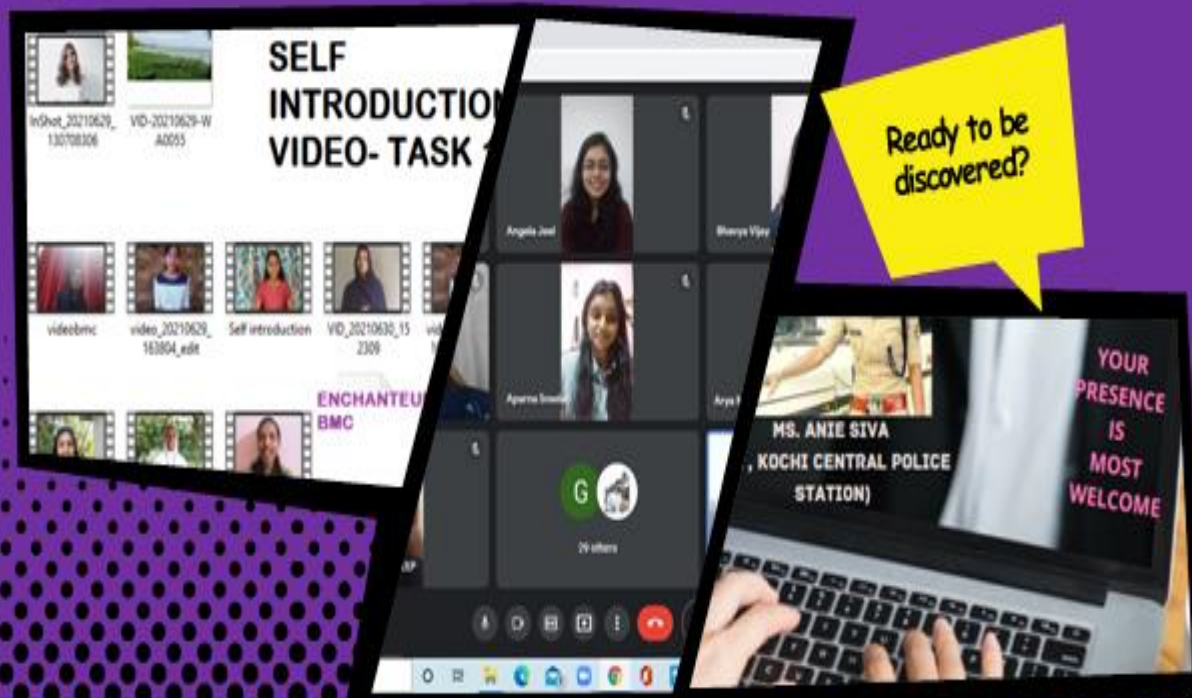 SELF
INTRODUCTION
VIDEO- TASK
InShot_20210629_
130708306
VID-20210629-W
A0055
videobmc
video_20210629_
163804_edit
Self introduction
VID_20210630_15
2309
ENCHANTEU
BMC
Angela Joel
Bhavya Vijay
Aparna
Arya
G
29 others
Ready to be
discovered?
MS. ANIE SIVA
, KOCHI CENTRAL POLICE
STATION)
YOUR
PRESENCE
IS
MOST
WELCOME